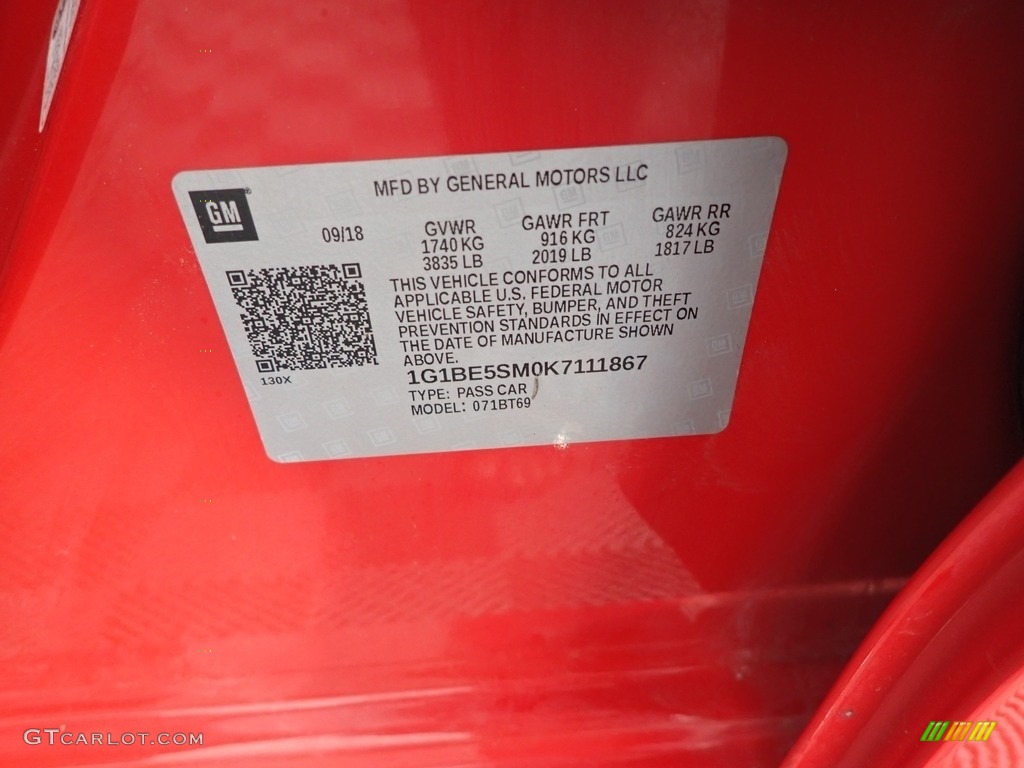 MFD BY GENERAL MOTORS LLC
GM
09/18
GVWR
1740 KG
3835 LB
GAWR FRT
916 KG
2019 LB
GAWR RR
824 KG
1817 LB
THIS VEHICLE CONFORMS TO ALL
APPLICABLE U.S. FEDERAL MOTOR
VEHICLE SAFETY, BUMPER, AND THEFT
PREVENTION STANDARDS IN EFFECT ON
THE DATE OF MANUFACTURE SHOWN
ABOVE.
130X
1G1BE5SM0K7111867
TYPE: PASS CAR
MODEL: 071BT69
GTCARLOT.COM